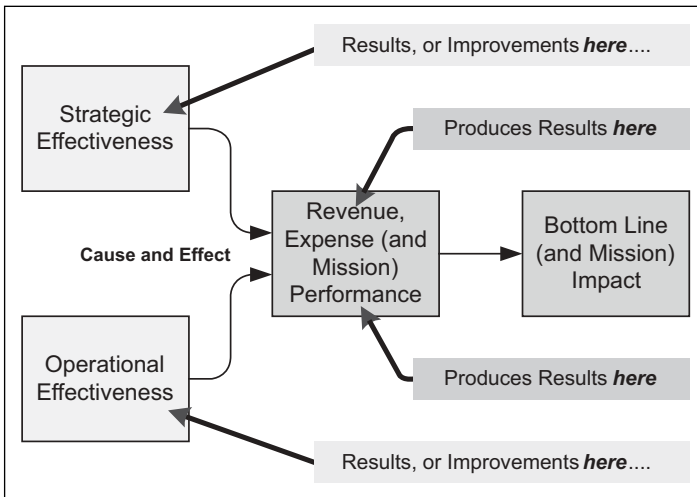 Results, or Improvements here....
Strategic
Effectiveness
Produces Results here
Revenue,
Expense (and
Mission)
Performance
Bottom Line
(and Mission)
Impact
Cause and Effect
Operational
Effectiveness
Produces Results here
Results, or Improvements here....